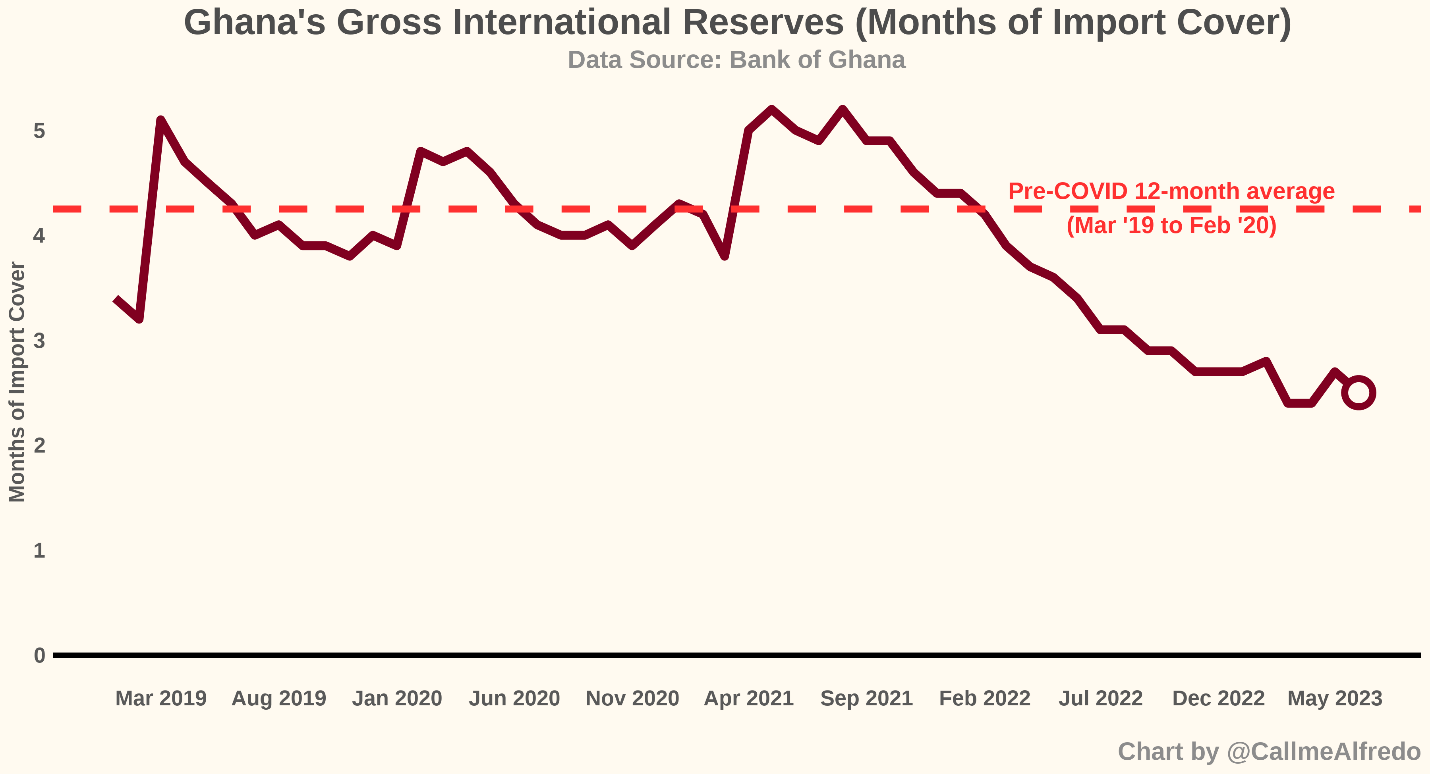 Ghana's Gross International Reserves (Months of Import Cover)
Data Source: Bank of Ghana
Months of Import Cover
5
4
3
2
1
0
Pre-COVID 12-month average
(Mar '19 to Feb '20)
Mar 2019 Aug 2019 Jan 2020 Jun 2020 Nov 2020 Apr 2021 Sep 2021 Feb 2022 Jul 2022 Dec 2022 May 2023
Chart by @CallmeAlfredo